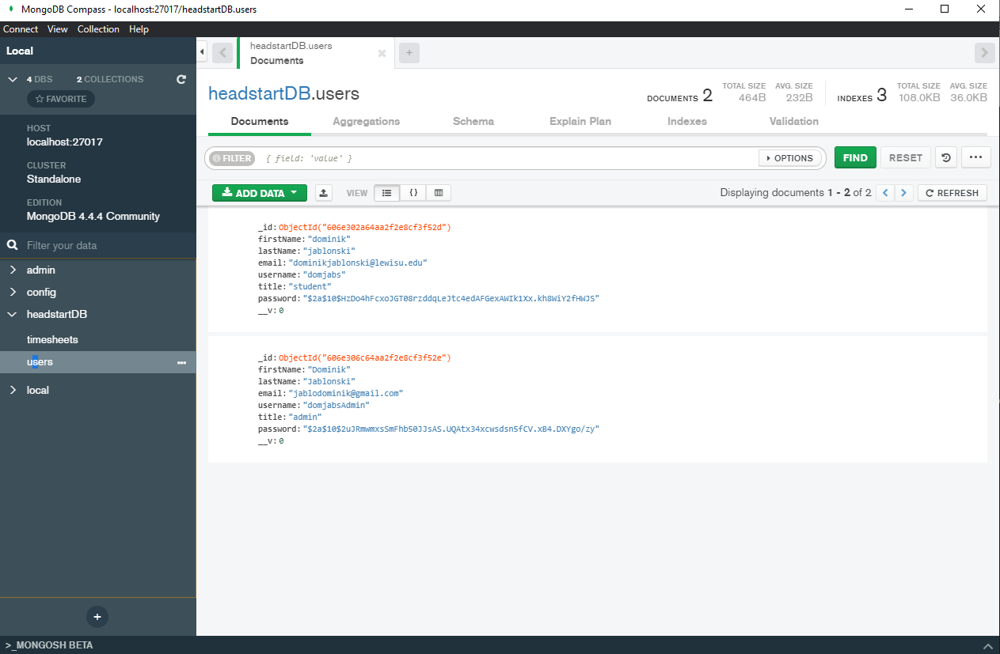 MongoDB Compass - localhost:27017/headstartDB.users
Connect View Collection Help
Local
4 DBS 2 COLLECTIONS
FAVORITE
HOST
localhost:27017
CLUSTER
Standalone
EDITION
MongoDB 4.4.4 Community
Filter your data
admin
config
headstartDB
timesheets
users
local
>_MONGOSH BETA
headstartDB.users
Documents
headstartDB.users
DOCUMENTS 2 TOTAL SIZE 464B AVG. SIZE 232B INDEXES 3 TOTAL SIZE 108.0KB AVG. SIZE 36.0KB
Documents Aggregations Schema Explain Plan Indexes Validation
FILTER { field: 'value' } OPTIONS FIND RESET
ADD DATA VIEW { } Displaying documents 1 - 2 of 2 REFRESH
_id: ObjectId("606e302a64aa2f2e8cf3f52d")
firstName: "dominik"
lastName: "jablonski"
email: "dominikjablonski@lewisu.edu"
username: "domjabs"
title: "student"
password: "$2a$10$HzDo4hFcxoJGT08rzddqLeJtc4edAFGexAWIk1Xx.kh8WiY2fHWJS"
__v: 0
_id: ObjectId("606e306c64aa2f2e8cf3f52e")
firstName: "Dominik"
lastName: "Jablonski"
email: "jablodominik@gmail.com"
username: "domjabsAdmin"
title: "admin"
password: "$2a$10$2uJRmwmxsSmFhb50JJsAS.UQAtx34xcwsdsn5fCV.xB4.DXYgo/zy"
__v: 0